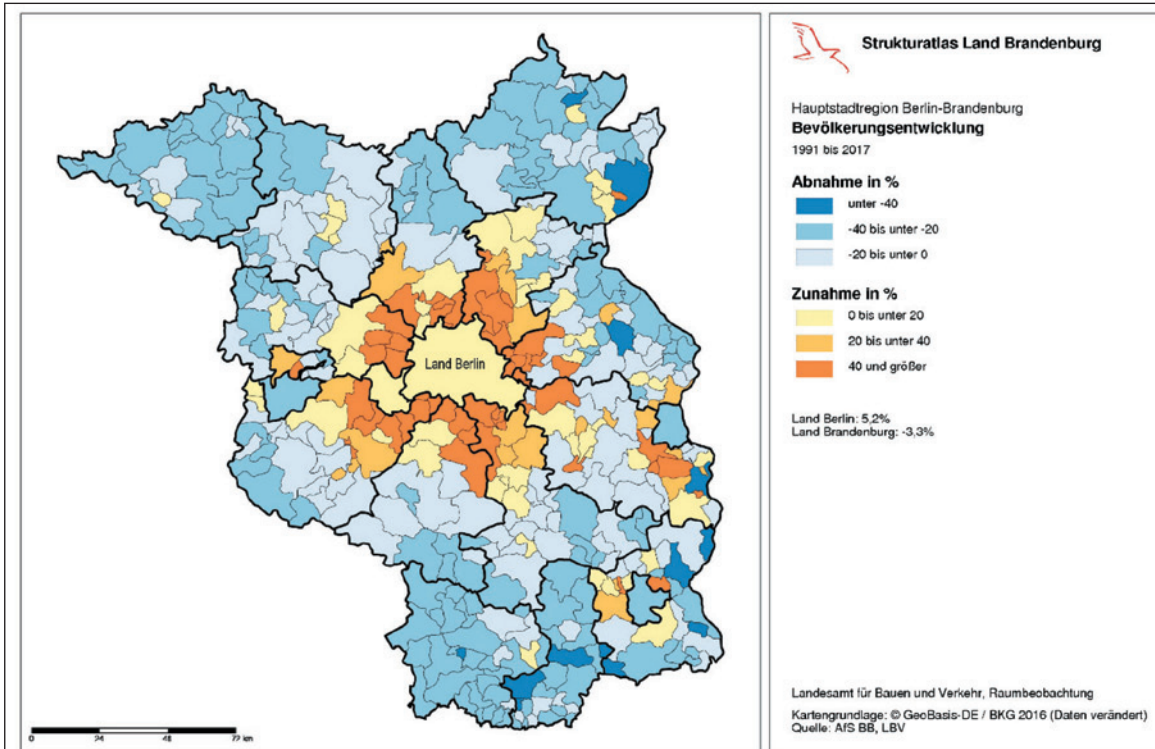 Land Berlin
0 24 48 72 km
Strukturatlas Land Brandenburg
Hauptstadtregion Berlin-Brandenburg
Bevölkerungsentwicklung
1991 bis 2017
Abnahme in %
unter -40
-40 bis unter -20
-20 bis unter 0
Zunahme in %
0 bis unter 20
20 bis unter 40
40 und größer
Land Berlin: 5,2%
Land Brandenburg: -3,3%
Landesamt für Bauen und Verkehr, Raumbeobachtung
Kartengrundlage: © GeoBasis-DE / BKG 2016 (Daten verändert)
Quelle: AfS BB, LBV